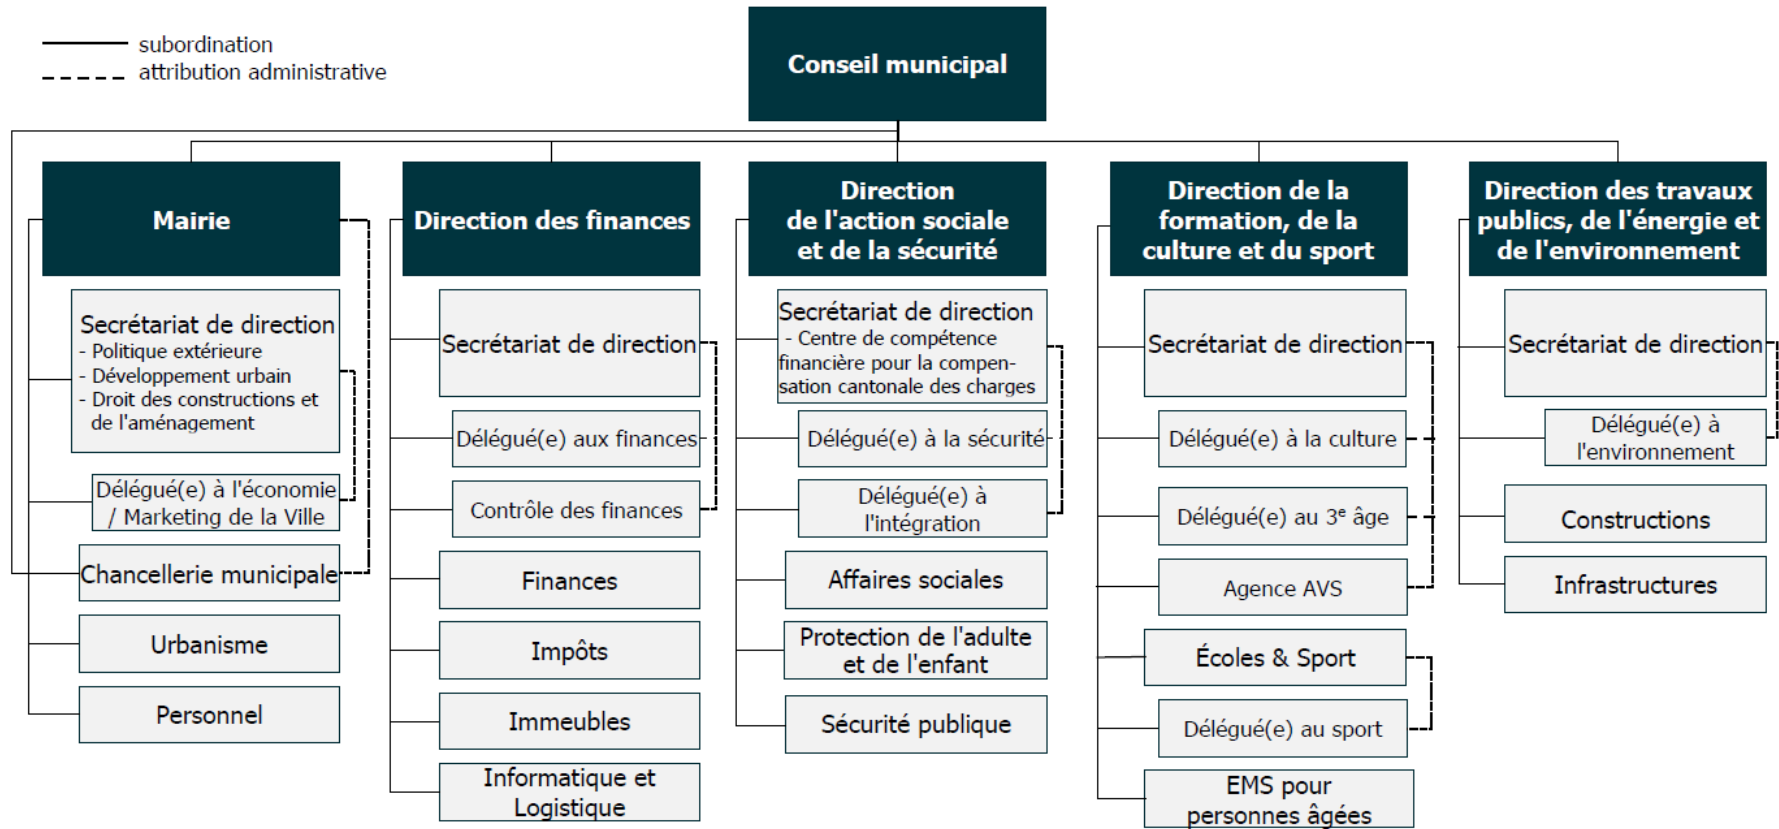 subordination
attribution administrative
Conseil municipal
Mairie
Secrétariat de direction
- Politique extérieure
- Développement urbain
- Droit des constructions et
de l'aménagement
Délégué(e) à l'économie
/ Marketing de la Ville
Chancellerie municipale
Urbanisme
Personnel
Direction des finances
Secrétariat de direction
Délégué(e) aux finances
Contrôle des finances
Finances
Impôts
Immeubles
Informatique et
Logistique
Direction
de l'action sociale
et de la sécurité
Secrétariat de direction
- Centre de compétence
financière pour la compen-
sation cantonale des charges
Délégué(e) à la sécurité
Délégué(e) à
l'intégration
Affaires sociales
Protection de l'adulte
et de l'enfant
Sécurité publique
Direction de la
formation, de la
culture et du sport
Secrétariat de direction
Délégué(e) à la culture
Délégué(e) au 3e âge
Agence AVS
Écoles & Sport
Délégué(e) au sport
EMS pour
personnes âgées
Direction des travaux
publics, de l'énergie et
de l'environnement
Secrétariat de direction
Délégué(e) à
l'environnement
Constructions
Infrastructures